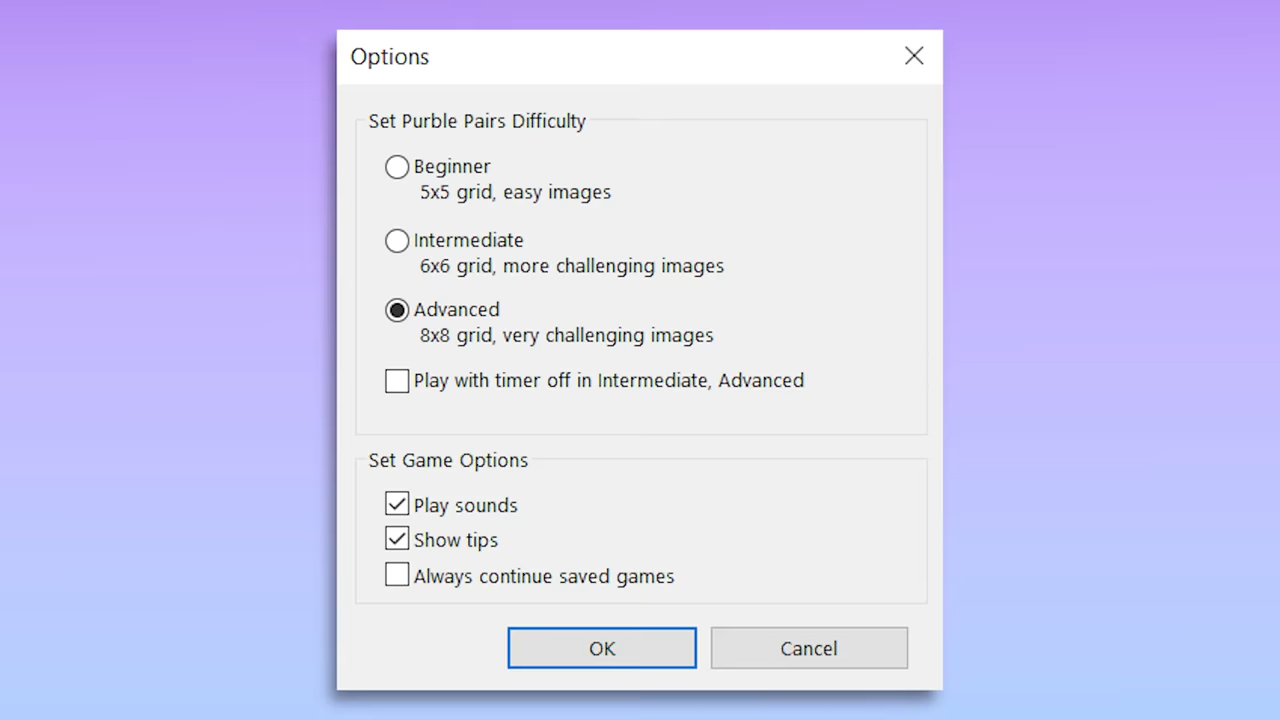 Options
Set Purble Pairs Difficulty
Beginner
5x5 grid, easy images
Intermediate
6x6 grid, more challenging images
Advanced
8x8 grid, very challenging images
Play with timer off in Intermediate, Advanced
Set Game Options
Play sounds
Show tips
Always continue saved games
OK
Cancel